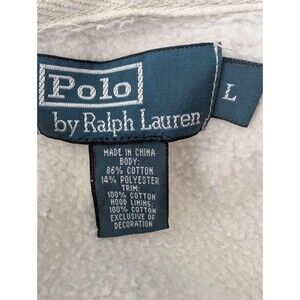 Polo
by Ralph Lauren
L
MADE IN CHINA
BODY:
86% COTTON
14% POLYESTER
TRIM:
100% COTTON
HOOD LINING:
100% COTTON
EXCLUSIVE OF
DECORATION